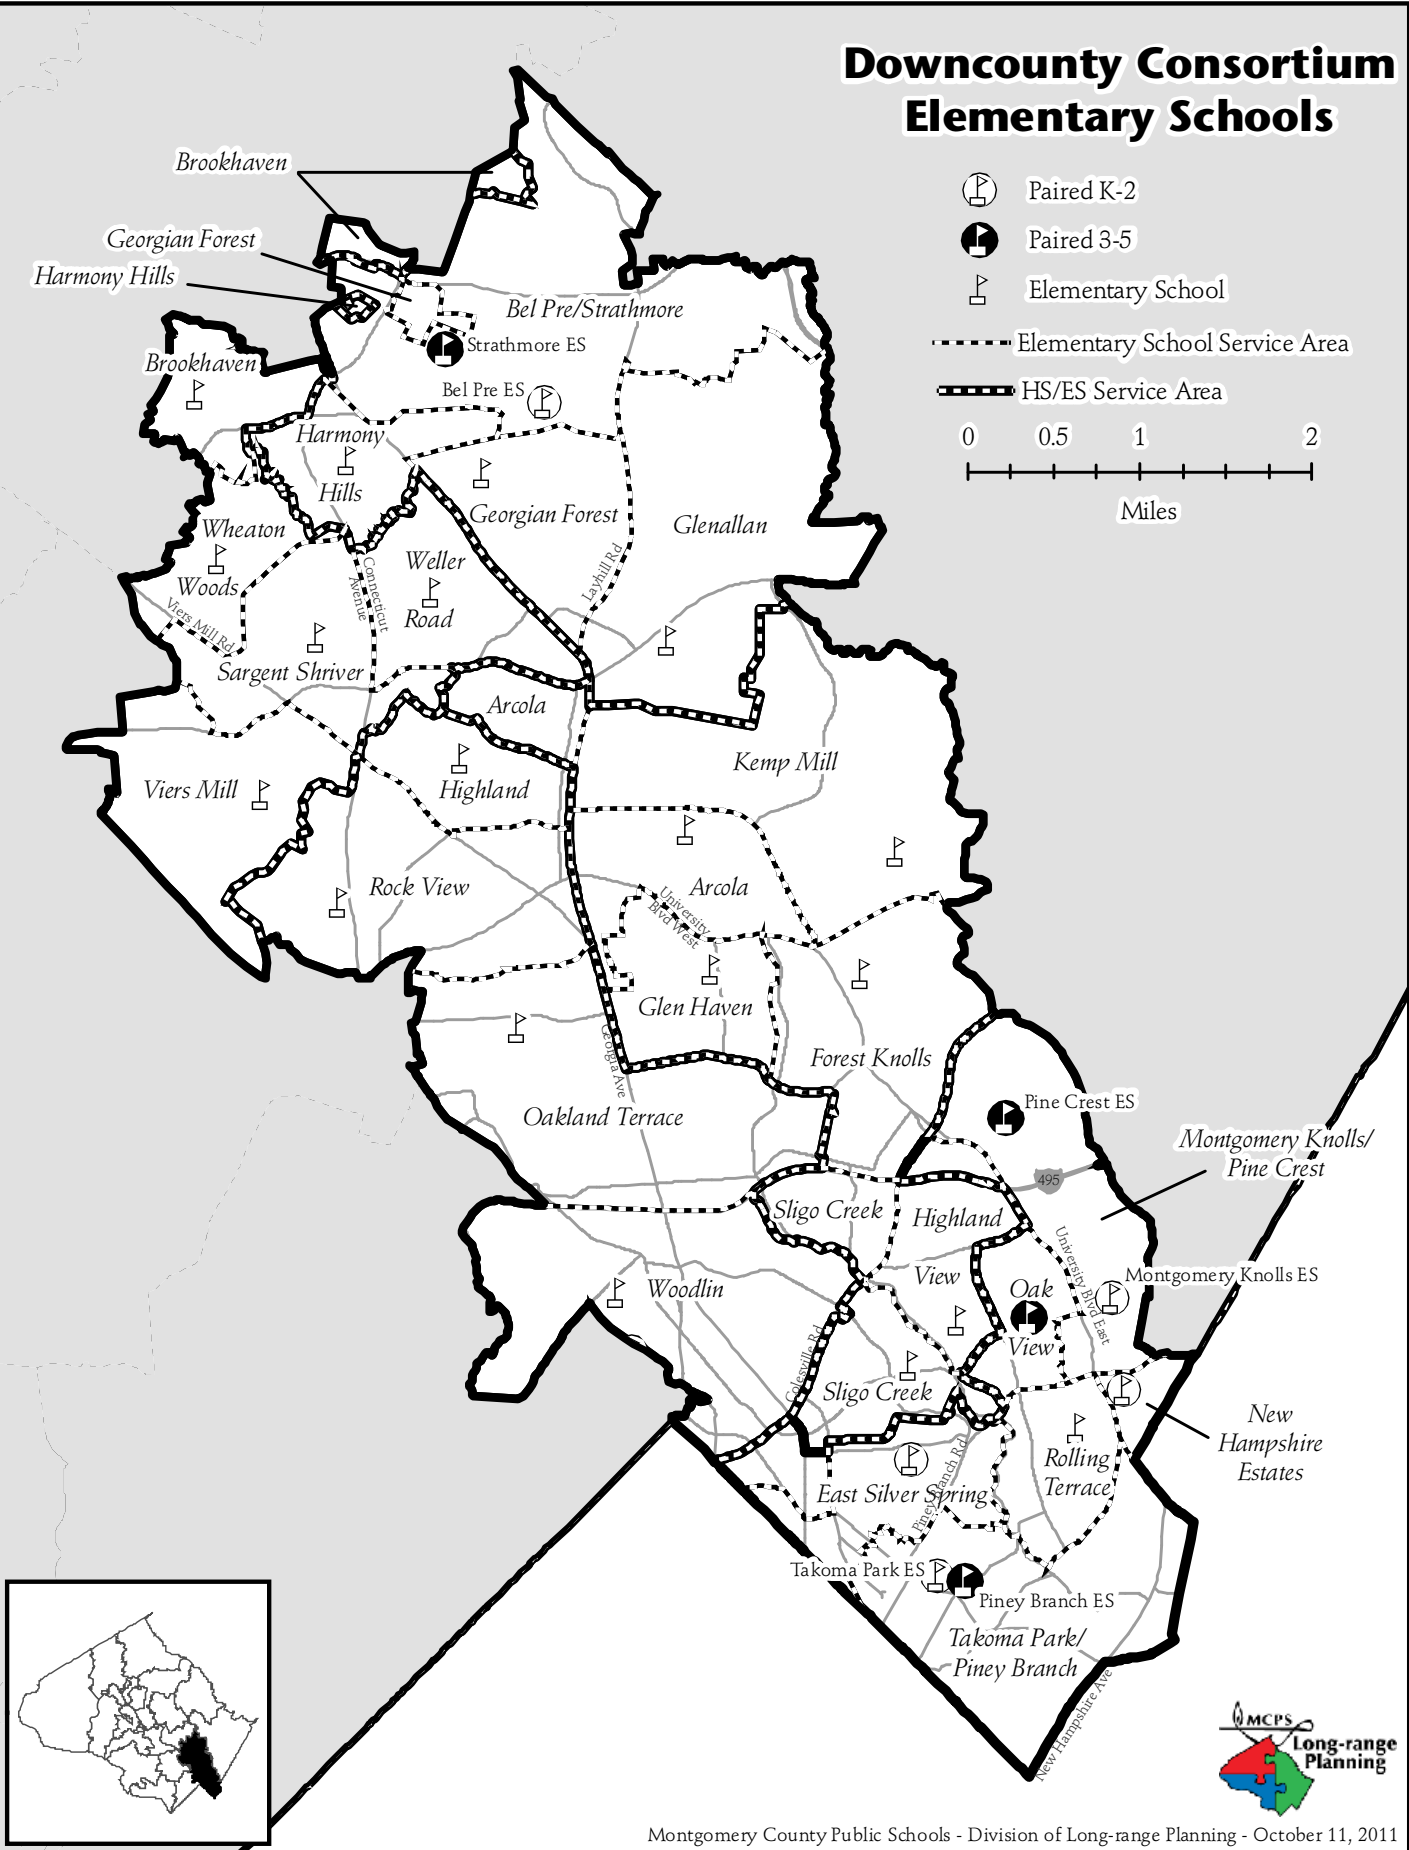 Downcounty Consortium
Elementary Schools
Paired K-2
Paired 3-5
Elementary School
Elementary School Service Area
HS/ES Service Area
0 0.5 1 2
Miles
Brookhaven
Georgian Forest
Harmony Hills
Bel Pre/Strathmore
Strathmore ES
Brookhaven
Bel Pre ES
Harmony
Hills
Georgian Forest
Glenallan
Wheaton
Woods
Weller
Road
Connecticut
Avenue
Layhill Rd
Viers Mill Rd
Sargent Shriver
Arcola
Kemp Mill
Viers Mill
Highland
Rock View
Arcola
University
Blvd West
Glen Haven
Forest Knolls
Georgia Ave
Oakland Terrace
Pine Crest ES
Montgomery Knolls/
Pine Crest
495
Sligo Creek
Highland
View
University Blvd East
Montgomery Knolls ES
Woodlin
Oak
View
Colesville Rd
Sligo Creek
New
Hampshire
Estates
Rolling
Terrace
East Silver Spring
Piney Branch Rd
Takoma Park ES
Piney Branch ES
Takoma Park/
Piney Branch
New Hampshire Ave
MCPS
Long-range
Planning
Montgomery County Public Schools - Division of Long-range Planning - October 11, 2011